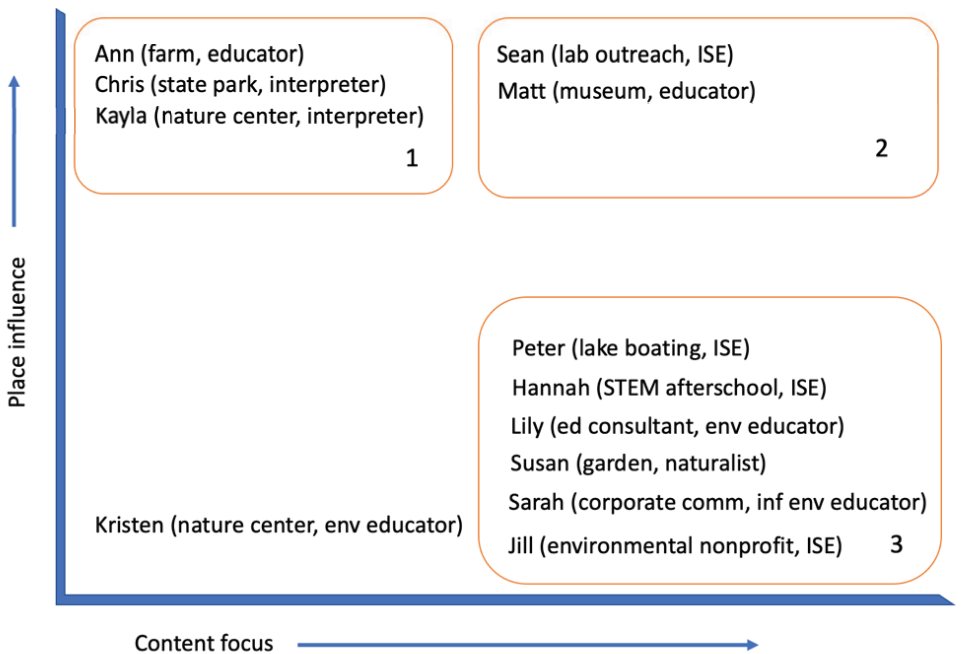 Ann (farm, educator)
Chris (state park, interpreter)
Kayla (nature center, interpreter)
1
Sean (lab outreach, ISE)
Matt (museum, educator)
2
Place influence
Peter (lake boating, ISE)
Hannah (STEM afterschool, ISE)
Lily (ed consultant, env educator)
Susan (garden, naturalist)
Sarah (corporate comm, inf env educator)
Jill (environmental nonprofit, ISE)
3
Kristen (nature center, env educator)
Content focus